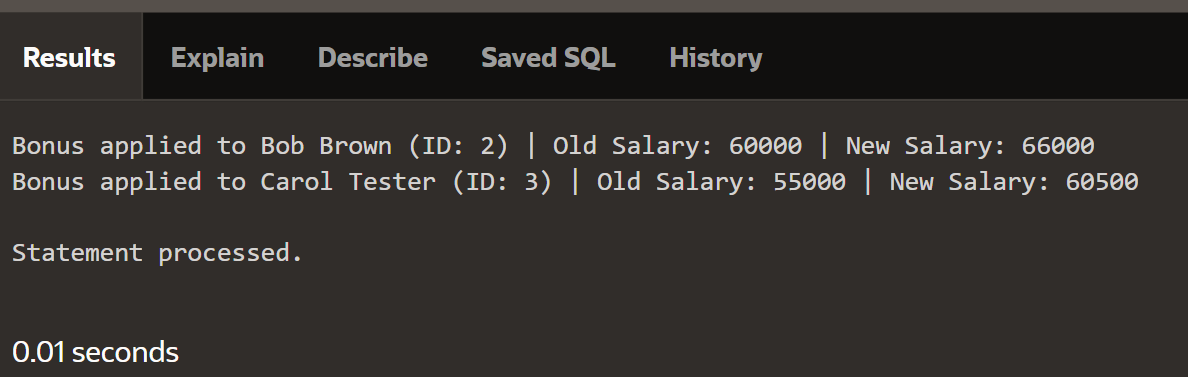 Results Explain Describe Saved SQL History
Bonus applied to Bob Brown (ID: 2) | Old Salary: 60000 | New Salary: 66000
Bonus applied to Carol Tester (ID: 3) | Old Salary: 55000 | New Salary: 60500
Statement processed.
0.01 seconds